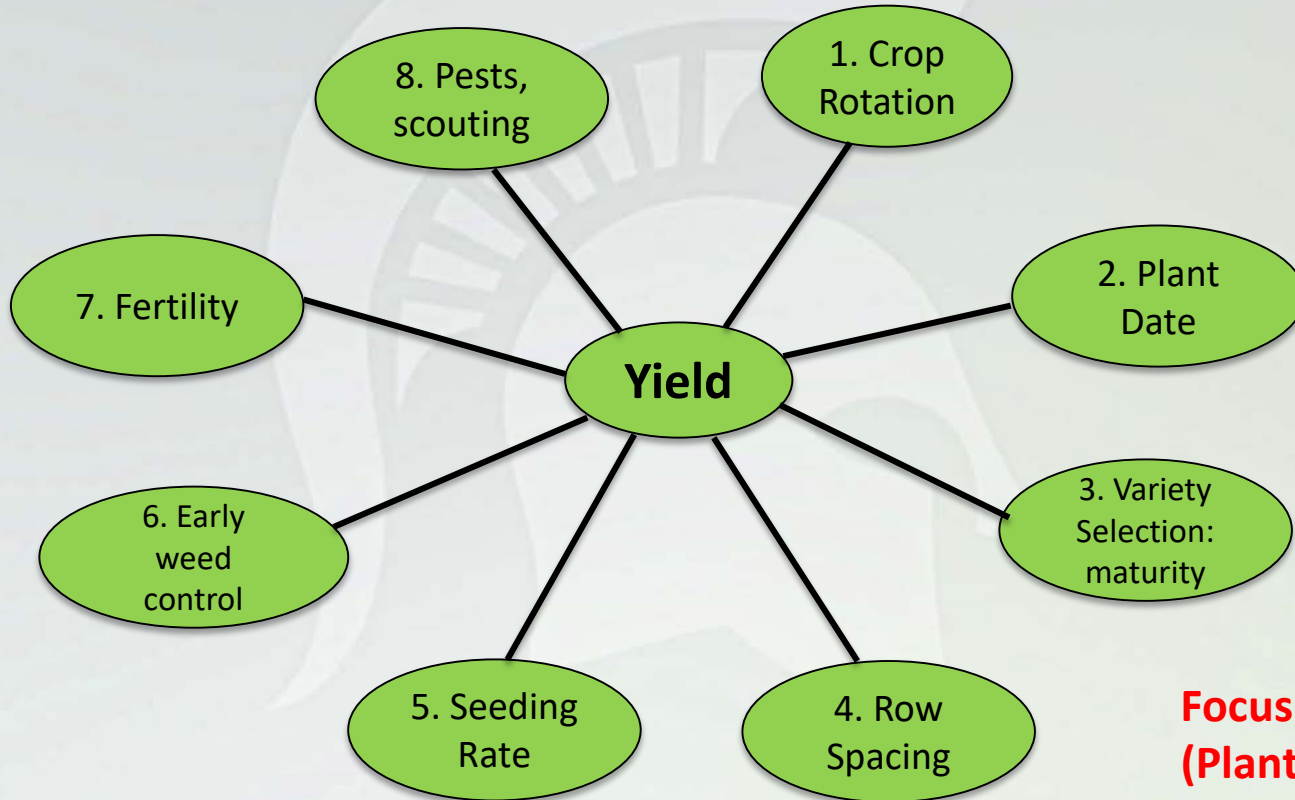 1. Crop
Rotation
2. Plant
Date
3. Variety
Selection:
maturity
4. Row
Spacing
5. Seeding
Rate
6. Early
weed
control
7. Fertility
8. Pests,
scouting
Yield
Focus
(Plant